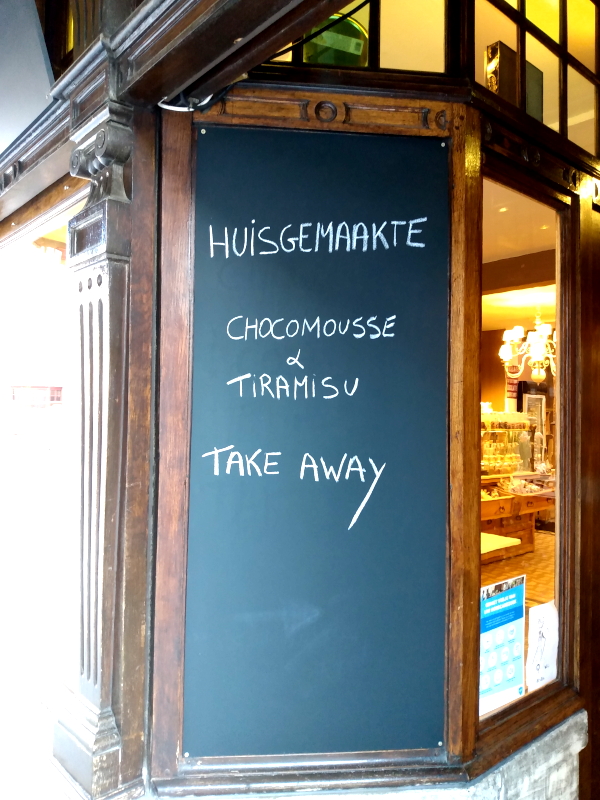 HUISGEMAAKTE
CHOCOMOUSSE
&
TIRAMISU
TAKE AWAY